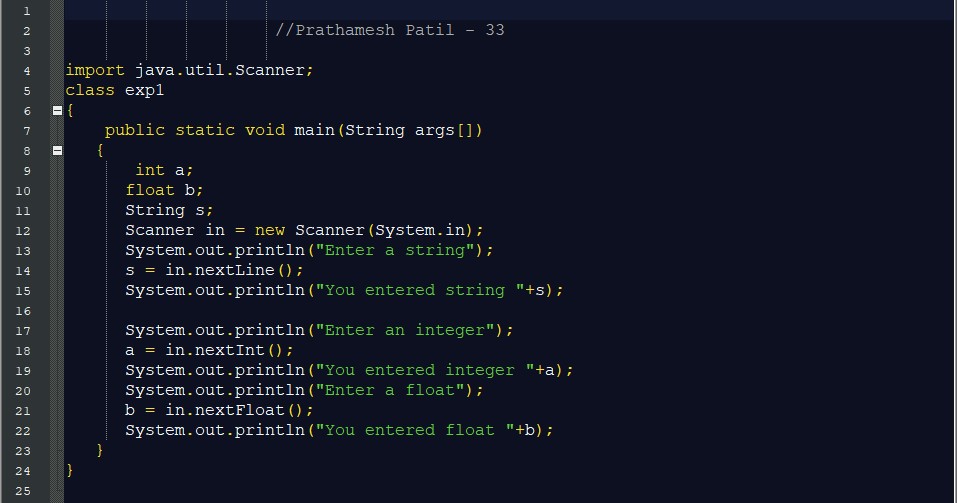 1
2 //Prathamesh Patil - 33
3
4 import java.util.Scanner;
5 class exp1
6 {
7 public static void main(String args[])
8 {
9 int a;
10 float b;
11 String s;
12 Scanner in = new Scanner(System.in);
13 System.out.println("Enter a string");
14 s = in.nextLine();
15 System.out.println("You entered string "+s);
16
17 System.out.println("Enter an integer");
18 a = in.nextInt();
19 System.out.println("You entered integer "+a);
20 System.out.println("Enter a float");
21 b = in.nextFloat();
22 System.out.println("You entered float "+b);
23 }
24 }
25